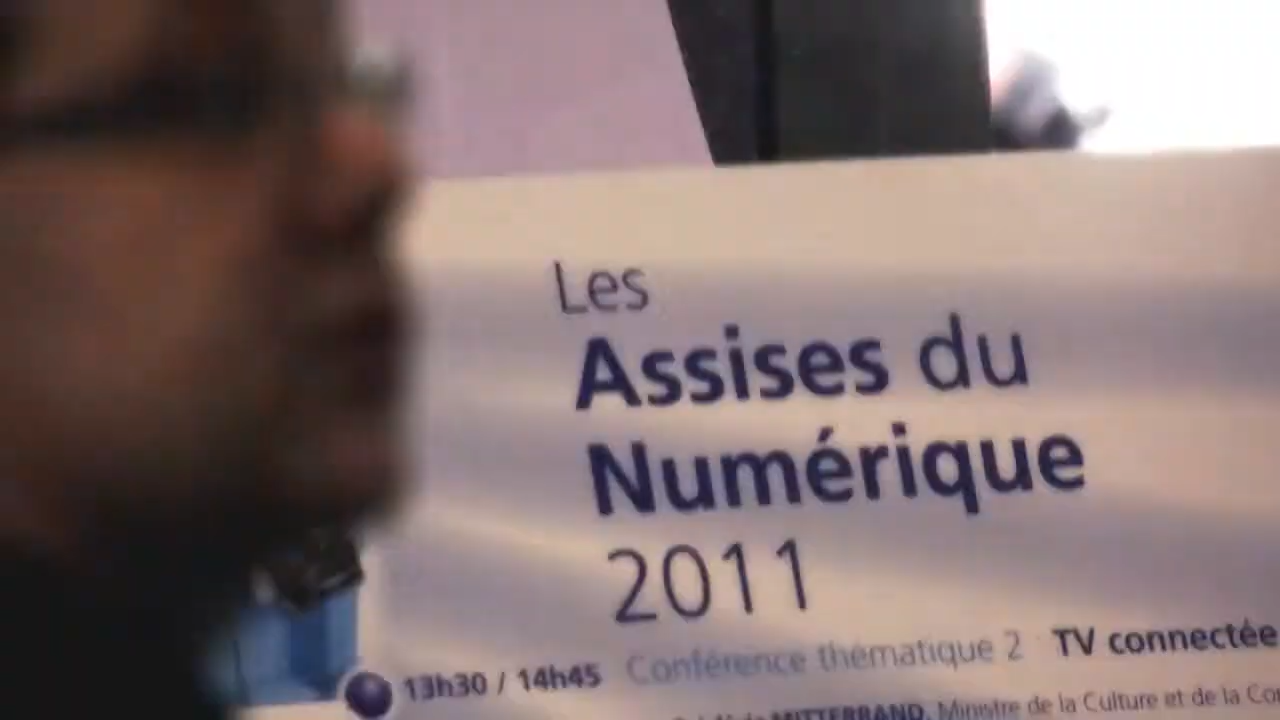 Les
Assises du
Numérique
2011
13h30 / 14h45 Conférence thématique 2 TV connectée
MITTERRAND, Ministre de la Culture et de la